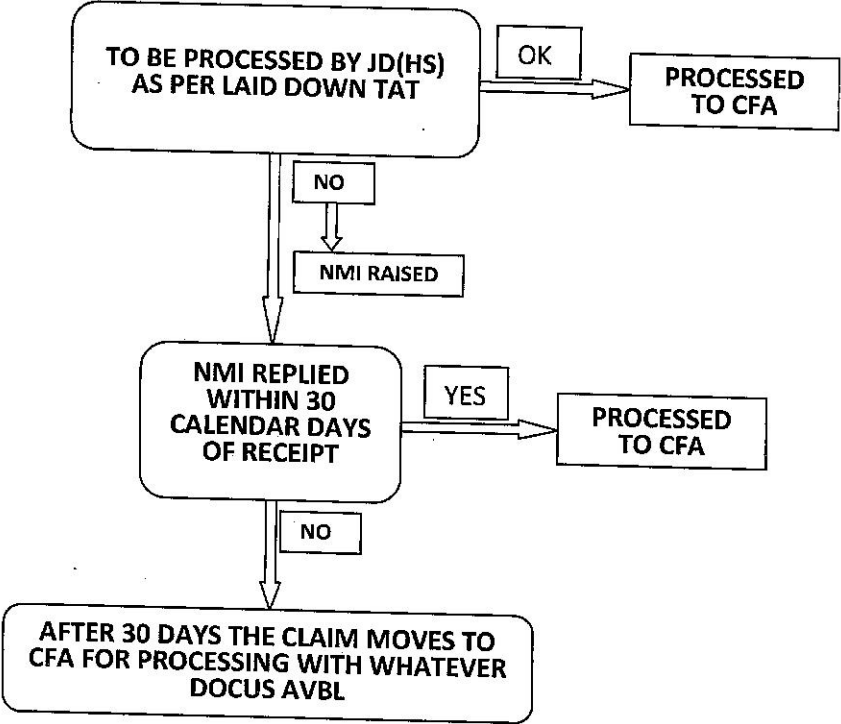 TO BE PROCESSED BY JD(HS)
AS PER LAID DOWN TAT
OK
PROCESSED
TO CFA
NO
NMI RAISED
NMI REPLIED
WITHIN 30
CALENDAR DAYS
OF RECEIPT
YES
PROCESSED
TO CFA
NO
AFTER 30 DAYS THE CLAIM MOVES TO
CFA FOR PROCESSING WITH WHATEVER
DOCUS AVBL